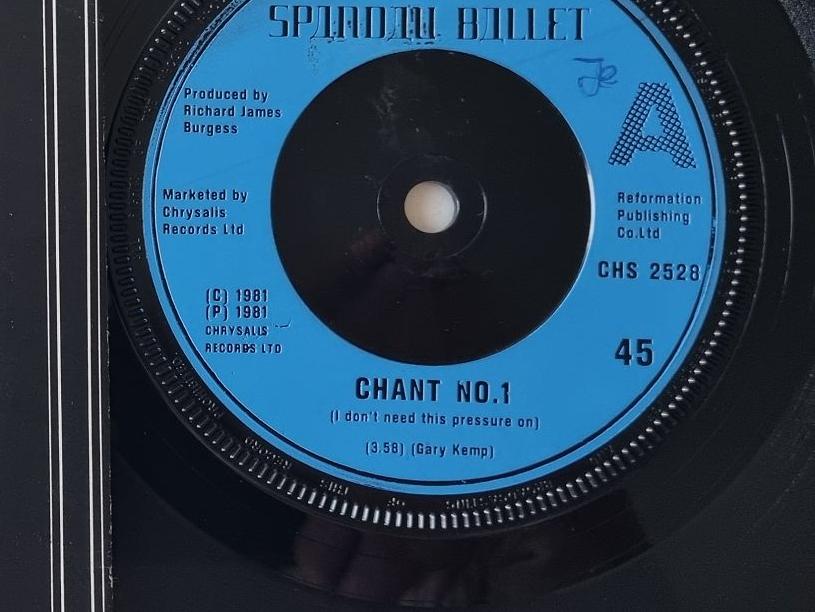 SPANDAU BALLET
Produced by
Richard James
Burgess
A
Marketed by
Chrysalis
Records Ltd
Reformation
Publishing
Co.Ltd
CHS 2528
(C) 1981
(P) 1981
CHRYSALIS
RECORDS LTD
45
CHANT NO.1
(I don't need this pressure on)
(3.58) (Gary Kemp)